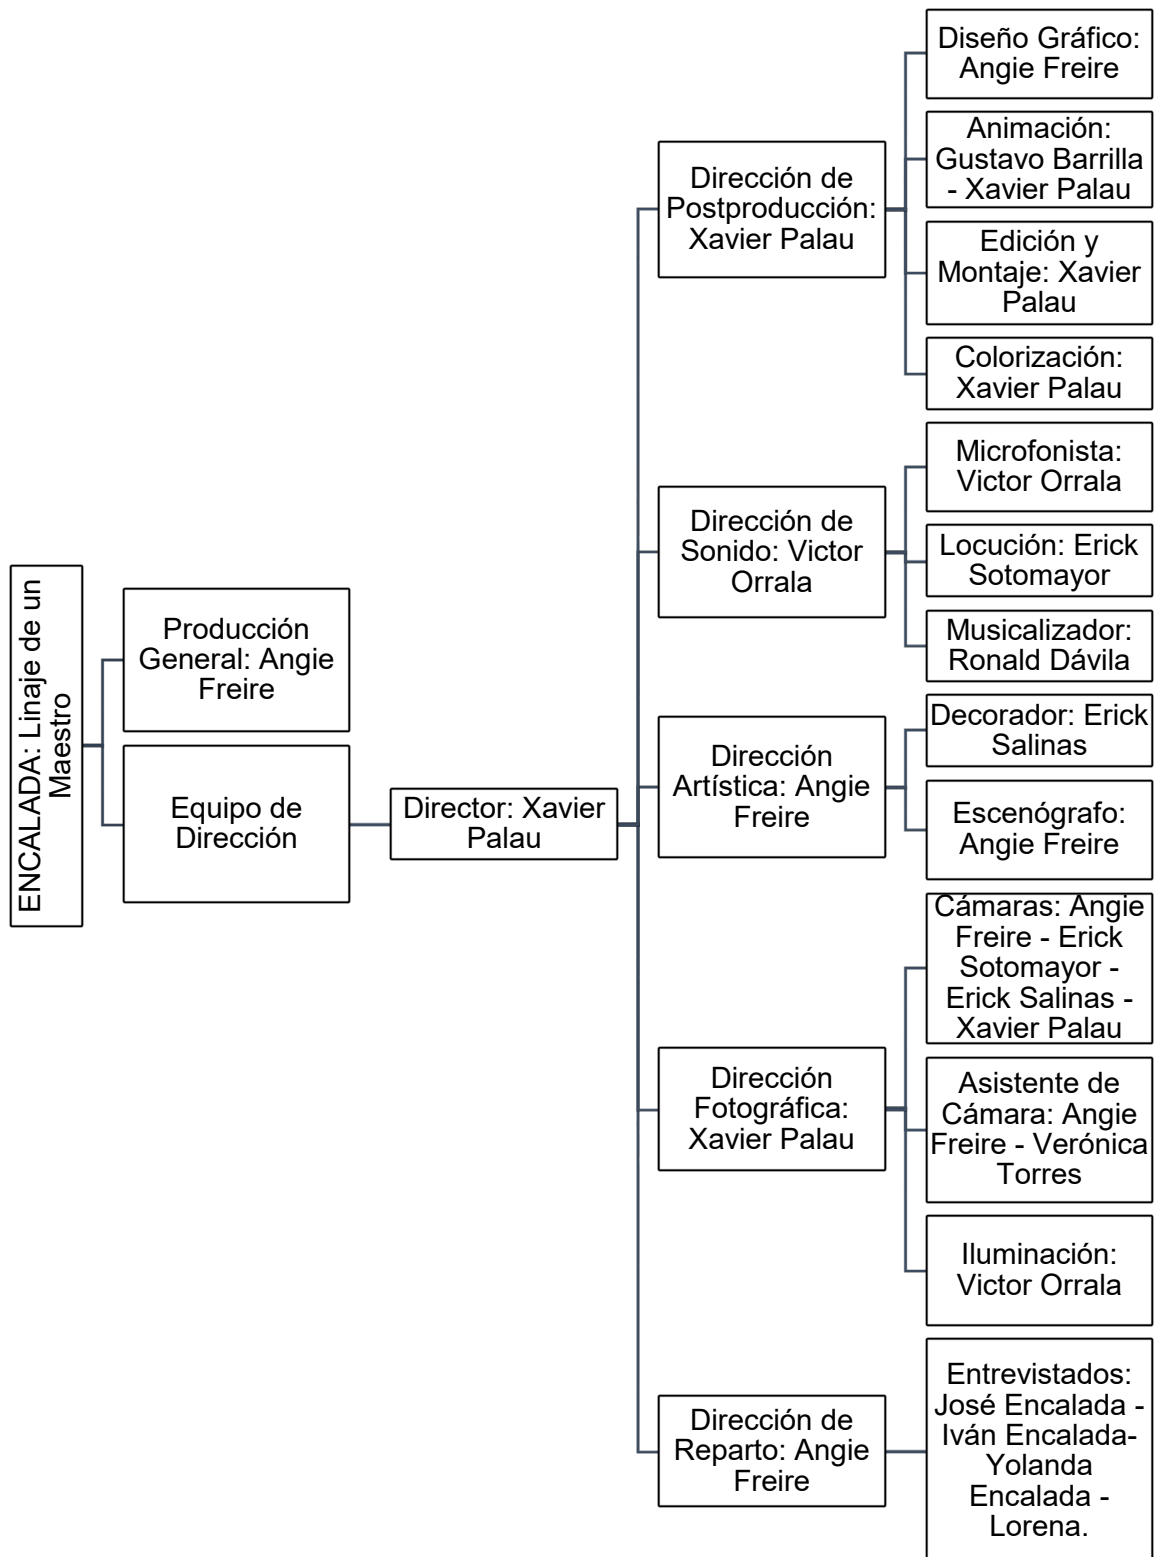 ENCALADA: Linaje de un
Maestro
Producción
General: Angie
Freire
Equipo de
Dirección
Director: Xavier
Palau
Dirección de
Postproducción:
Xavier Palau
Diseño Gráfico:
Angie Freire
Animación:
Gustavo Barrilla
- Xavier Palau
Edición y
Montaje: Xavier
Palau
Colorización:
Xavier Palau
Dirección de
Sonido: Victor
Orrala
Microfonista:
Victor Orrala
Locución: Erick
Sotomayor
Musicalizador:
Ronald Dávila
Dirección
Artística: Angie
Freire
Decorador: Erick
Salinas
Escenógrafo:
Angie Freire
Dirección
Fotográfica:
Xavier Palau
Cámaras: Angie
Freire - Erick
Sotomayor -
Erick Salinas -
Xavier Palau
Asistente de
Cámara: Angie
Freire - Verónica
Torres
Iluminación:
Victor Orrala
Dirección de
Reparto: Angie
Freire
Entrevistados:
José Encalada -
Iván Encalada-
Yolanda
Encalada -
Lorena.